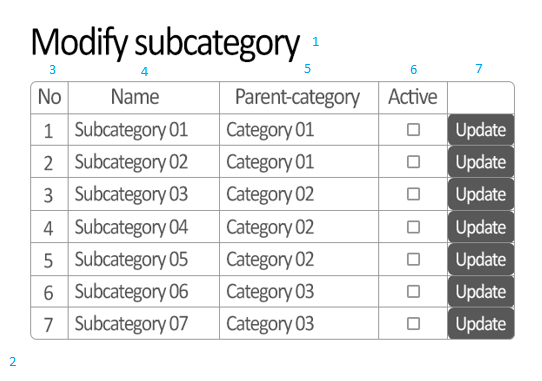 Modify subcategory 1
3 4 5 6 7
No Name Parent-category Active
1 Subcategory 01 Category 01 Update
2 Subcategory 02 Category 01 Update
3 Subcategory 03 Category 02 Update
4 Subcategory 04 Category 02 Update
5 Subcategory 05 Category 02 Update
6 Subcategory 06 Category 03 Update
7 Subcategory 07 Category 03 Update
2